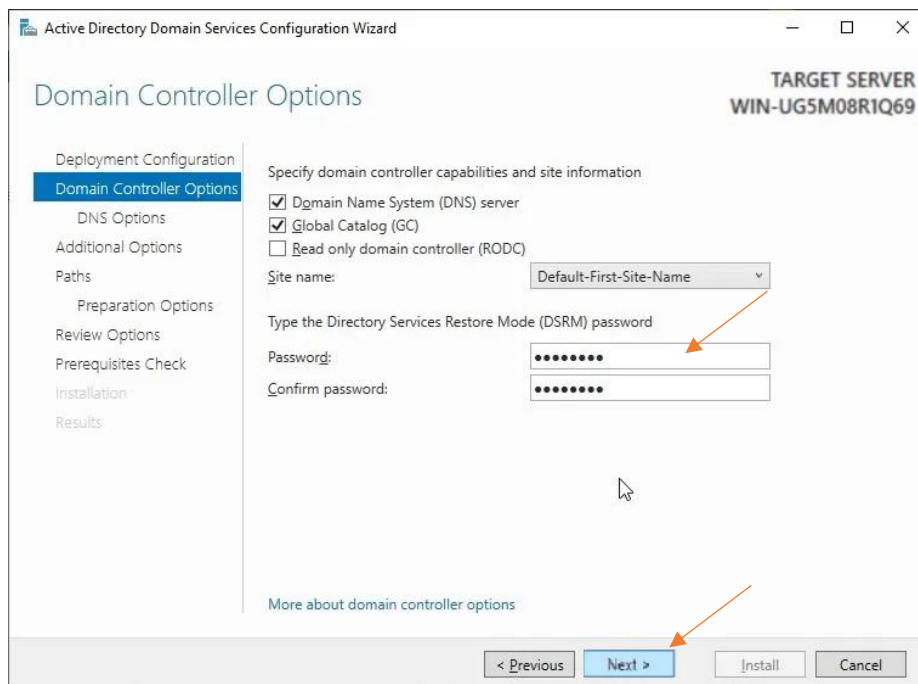 Active Directory Domain Services Configuration Wizard
Domain Controller Options
TARGET SERVER
WIN-UG5M08R1Q69
Deployment Configuration
Domain Controller Options
DNS Options
Additional Options
Paths
Preparation Options
Review Options
Prerequisites Check
Installation
Results
Specify domain controller capabilities and site information
Domain Name System (DNS) server
Global Catalog (GC)
Read only domain controller (RODC)
Site name: Default-First-Site-Name
Type the Directory Services Restore Mode (DSRM) password
Password: ••••••••
Confirm password: ••••••••
More about domain controller options
< Previous Next > Install Cancel